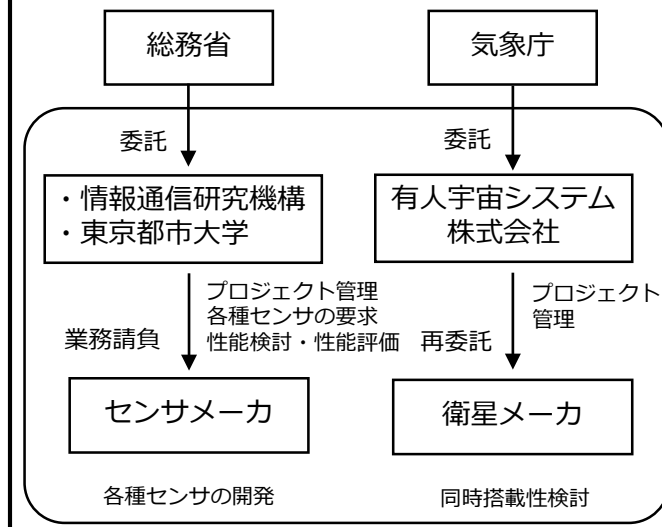 総務省
気象庁
委託
委託
・情報通信研究機構
・東京都市大学
有人宇宙システム
株式会社
プロジェクト管理
各種センサの要求
性能検討・性能評価
業務請負
プロジェクト
管理
再委託
センサメーカ
衛星メーカ
各種センサの開発
同時搭載性検討